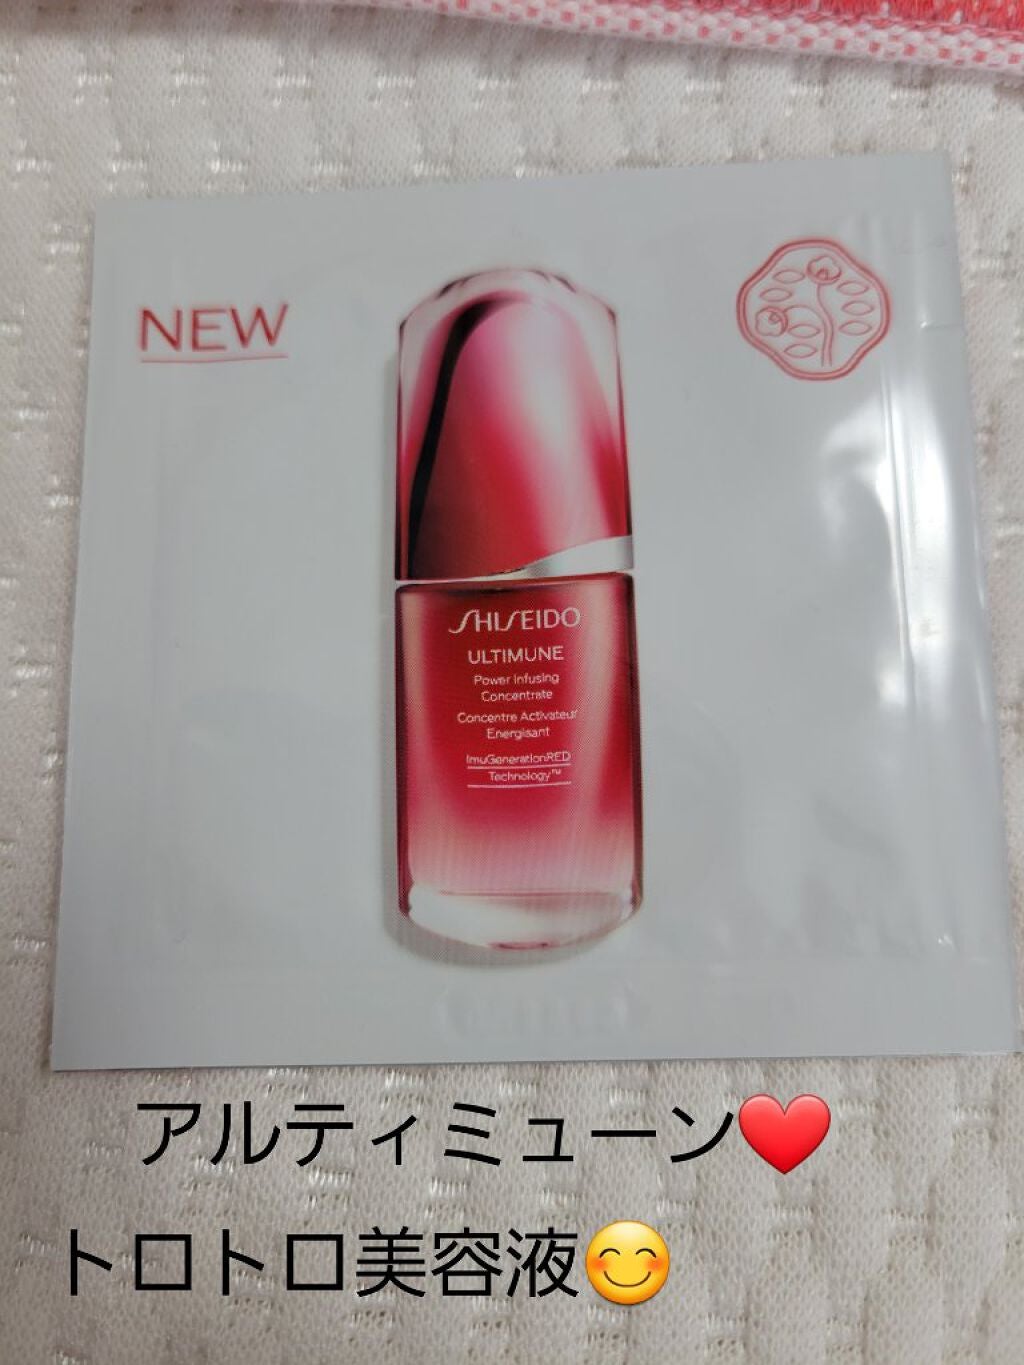 NEW
SHISEIDO
ULTIMUNE
Power Infusing
Concentrate
Concentre Activateur
Energisant
ImuGenerationRED
Technology™
アルティミューン❤️
トロトロ美容液😊